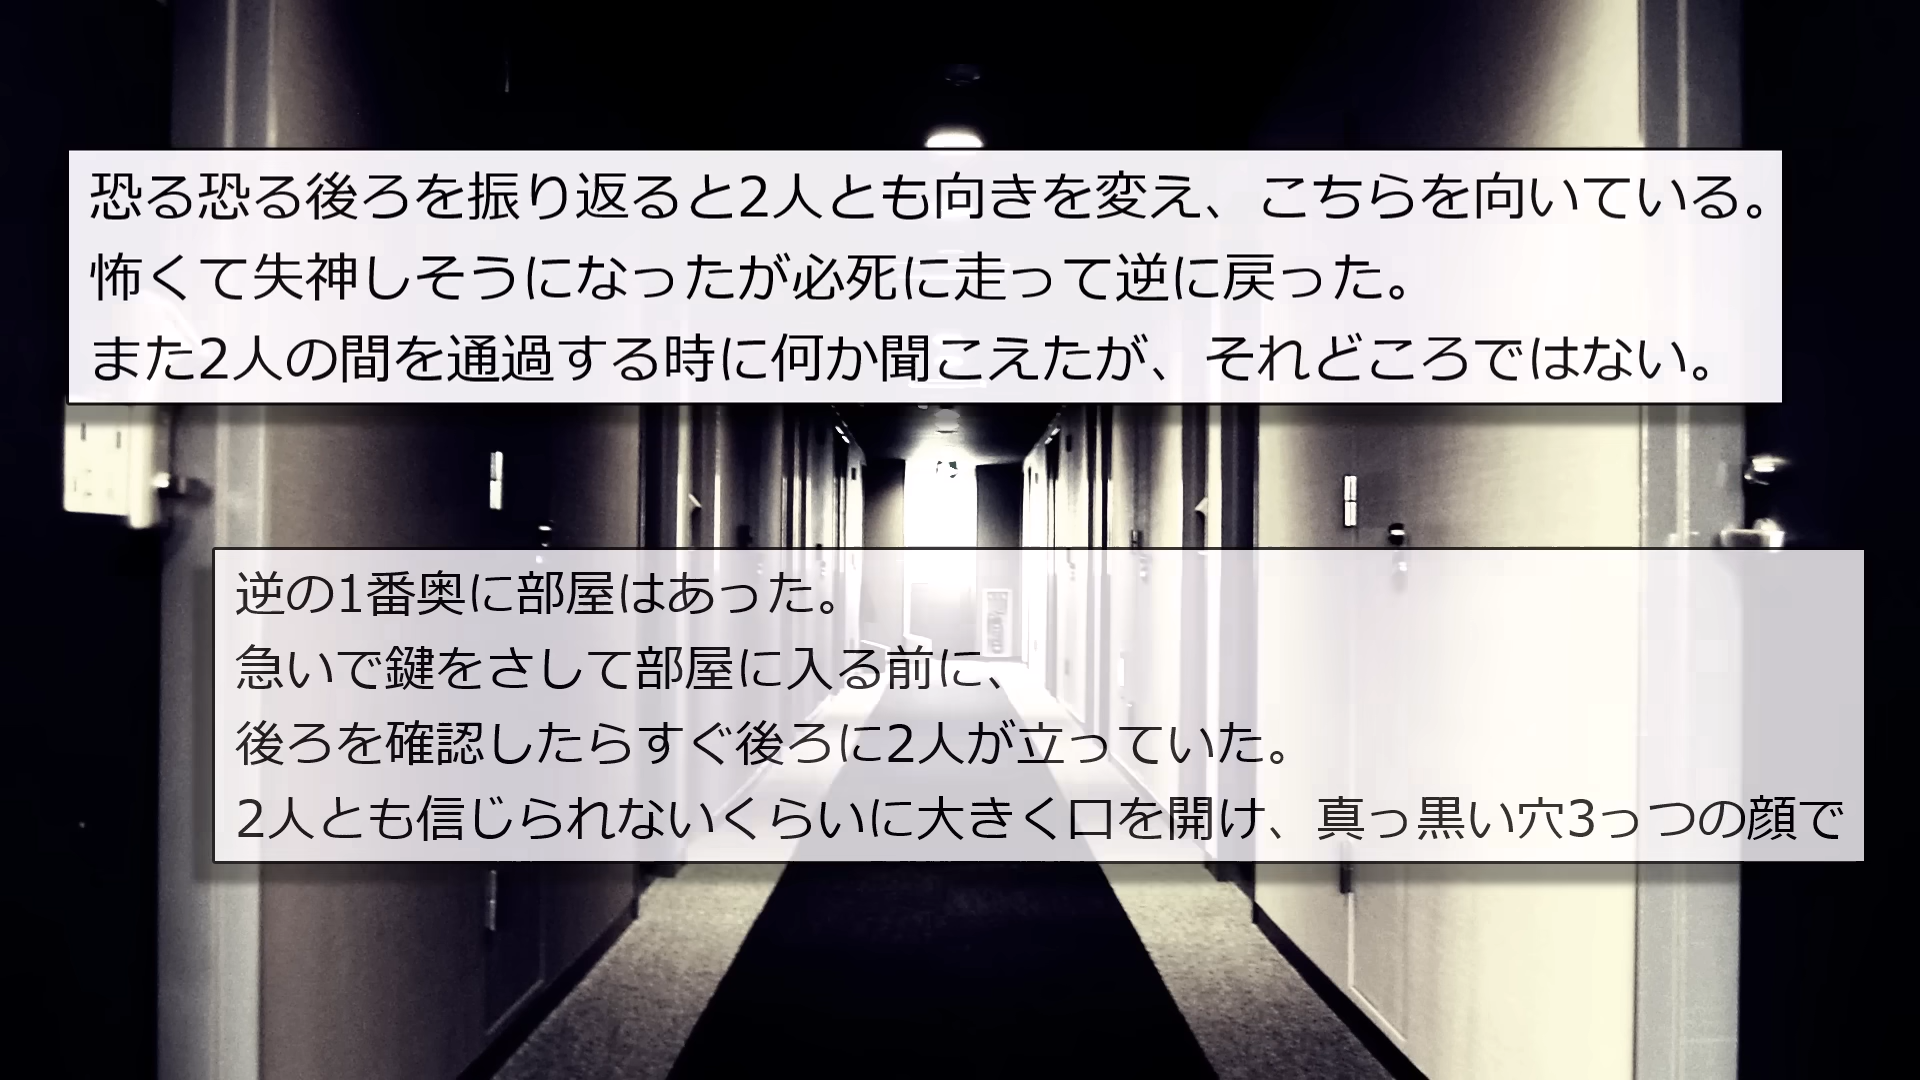 恐る恐る後ろを振り返ると2人とも向きを変え、こちらを向いている。
怖くて失神しそうになったが必死に走って逆に戻った。
また2人の間を通過する時に何か聞こえたが、それどころではない。
逆の1番奥に部屋はあった。
急いで鍵をさして部屋に入る前に、
後ろを確認したらすぐ後ろに2人が立っていた。
2人とも信じられないくらいに大きく口を開け、真っ黒い穴3っつの顔で